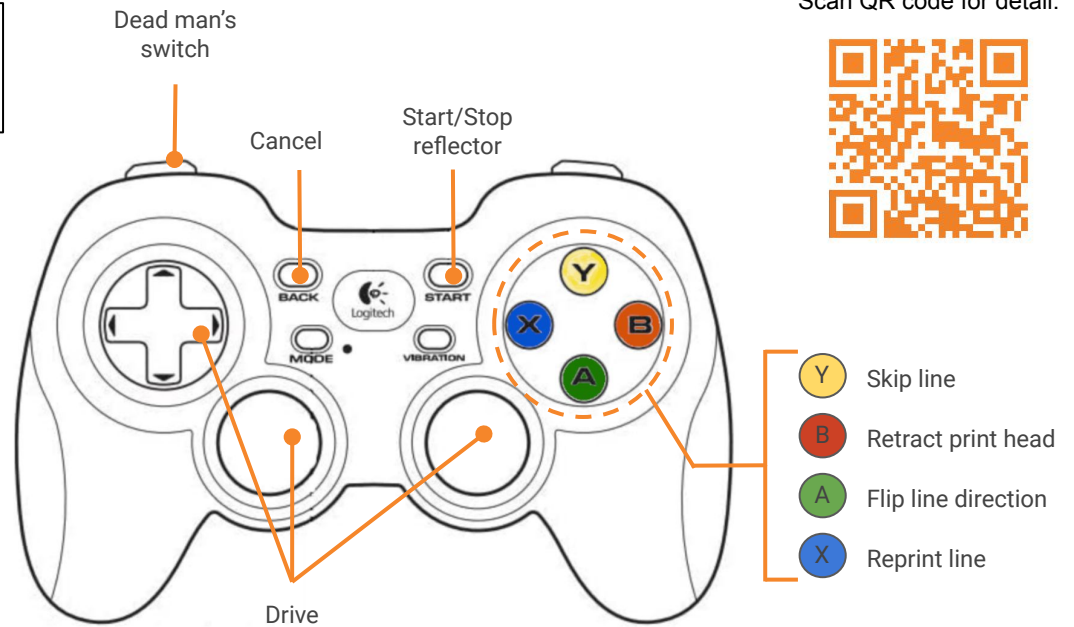 Scan QR code for detail.
Dead man's
switch
Cancel
Start/Stop
reflector
BACK
Logitech
START
MODE
VIBRATION
Y
X
B
A
Y Skip line
B Retract print head
A Flip line direction
X Reprint line
Drive